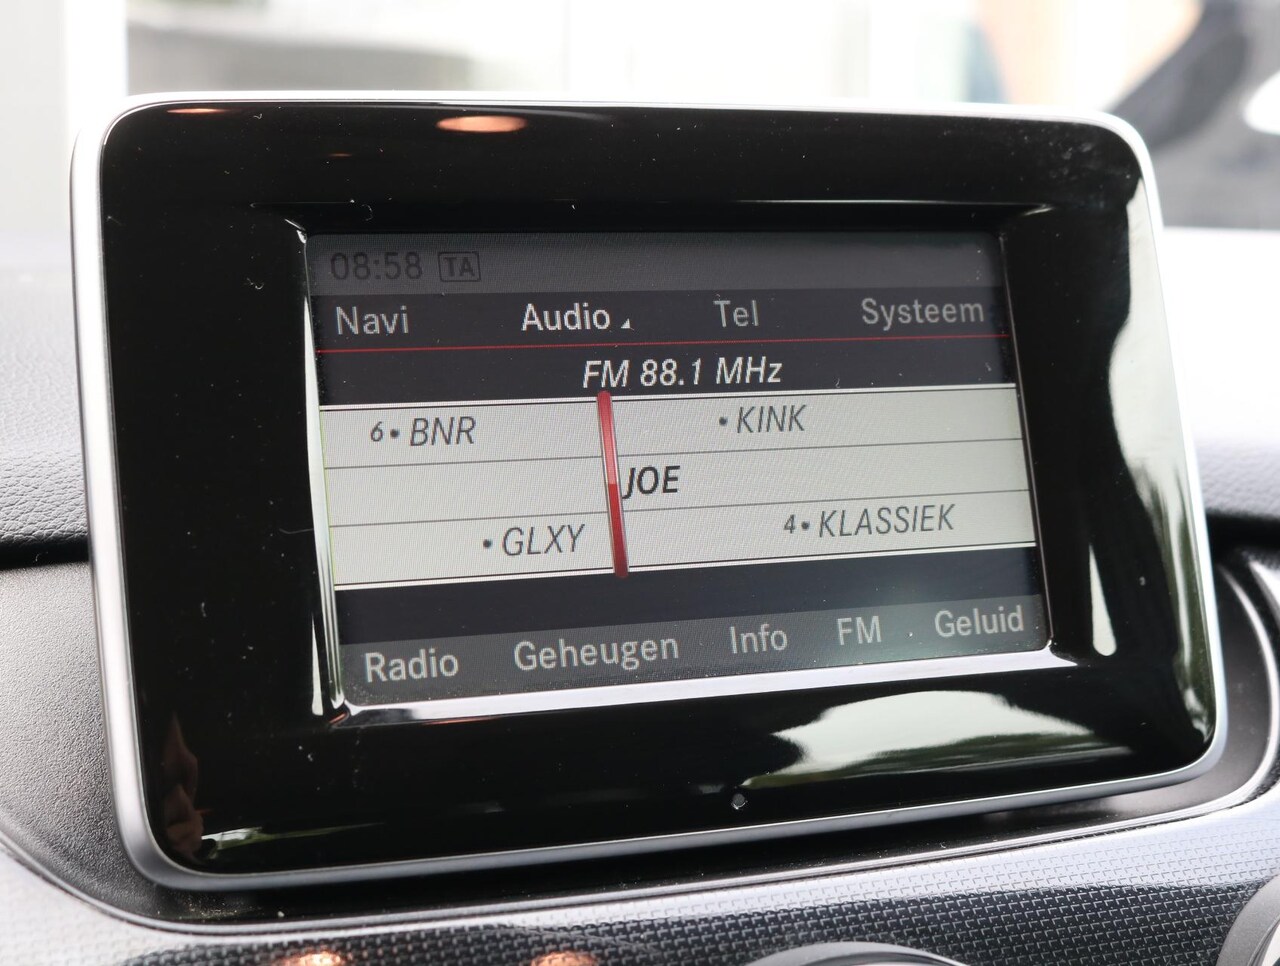 08:58 TA
Navi Audio Tel Systeem
FM 88.1 MHz
6• BNR • KINK
JOE
• GLXY 4• KLASSIEK
Radio Geheugen Info FM Geluid